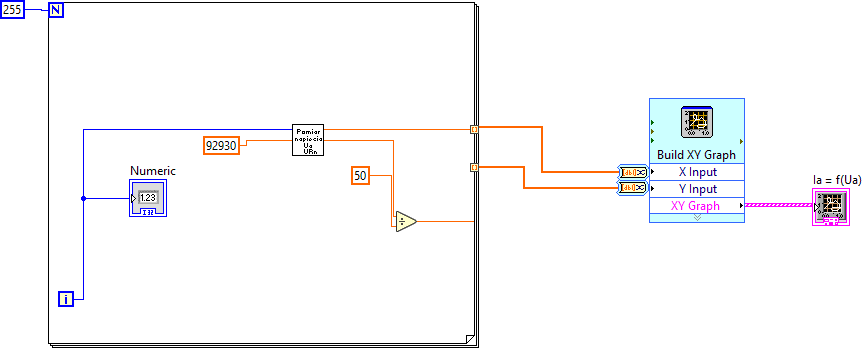 255
N
Pomiar
napiecia
Ua
URn
92930
50
Numeric
1.23
I32
i
÷
Build XY Graph
X Input
Y Input
XY Graph
Ia = f(Ua)